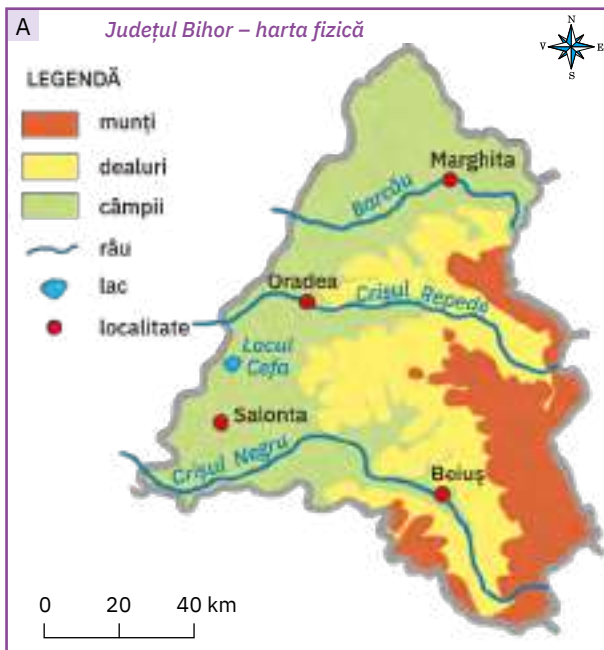 A
Județul Bihor – harta fizică
N
V
E
S
LEGENDĂ
munți
dealuri
câmpii
râu
lac
localitate
Marghita
Barcău
Oradea
Crișul Repede
Lacul
Cefa
Salonta
Crișul Negru
Beiuș
0 20 40 km